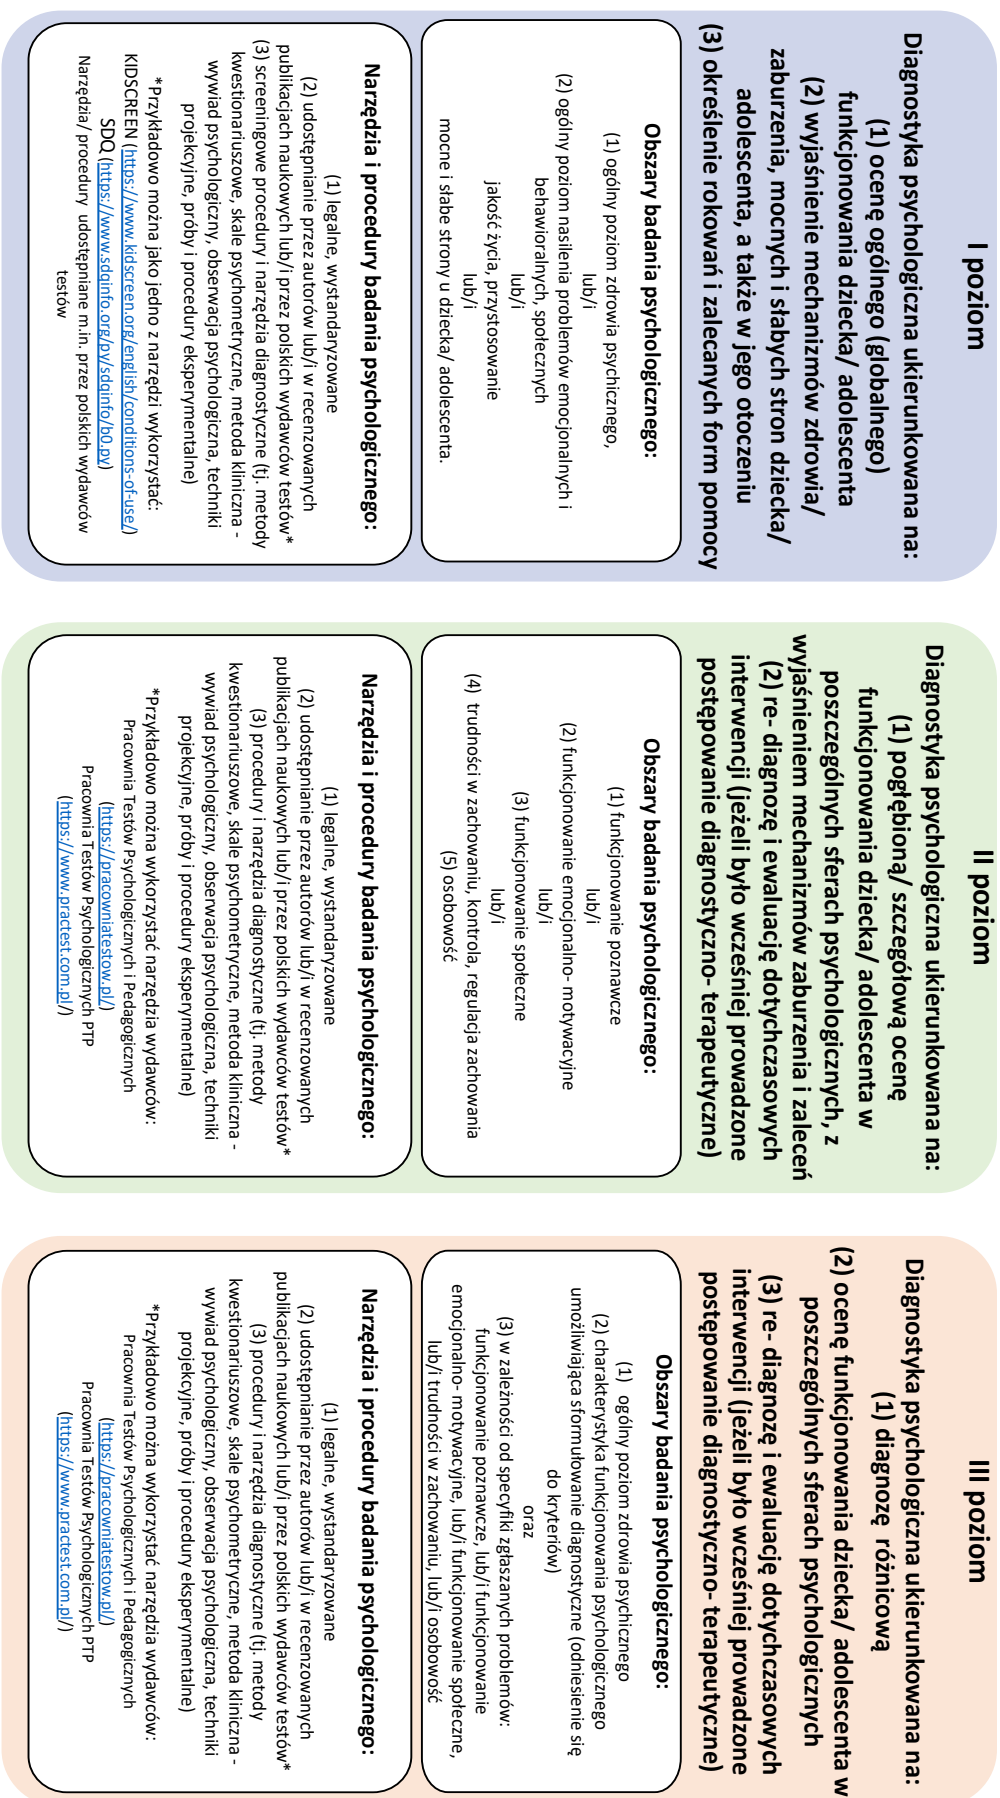 I poziom
Diagnostyka psychologiczna ukierunkowana na:
(1) ocenę ogólnego (globalnego)
funkcjonowania dziecka/ adolescenta
(2) wyjaśnienie mechanizmów zdrowia/
zaburzenia, mocnych i słabych stron dziecka/
adolescenta, a także w jego otoczeniu
(3) określenie rokowań i zalecanych form pomocy
Obszary badania psychologicznego:
(1) ogólny poziom zdrowia psychicznego,
lub/i
(2) ogólny poziom nasilenia problemów emocjonalnych i
behawioralnych, społecznych
lub/i
jakość życia, przystosowanie
lub/i
mocne i słabe strony u dziecka/ adolescenta.
Narzędzia i procedury badania psychologicznego:
(1) legalne, wystandaryzowane
(2) udostępnianie przez autorów lub/i w recenzowanych
publikacjach naukowych lub/i przez polskich wydawców testów*
(3) screeningowe procedury i narzędzia diagnostyczne (tj. metody
kwestionariuszowe, skale psychometryczne, metoda kliniczna -
wywiad psychologiczny, obserwacja psychologiczna, techniki
projekcyjne, próby i procedury eksperymentalne)
*Przykładowo można jako jedno z narzędzi wykorzystać:
KIDSCREEN (https://www.kidscreen.org/english/conditions-of-use/)
SDQ (https://www.sdqinfo.org/py/sdqinfo/b0.py)
Narzędzia/ procedury udostępniane m.in. przez polskich wydawców
testów
II poziom
Diagnostyka psychologiczna ukierunkowana na:
(1) pogłębioną/ szczegółową ocenę
funkcjonowania dziecka/ adolescenta w
poszczególnych sferach psychologicznych, z
wyjaśnieniem mechanizmów zaburzenia i zaleceń
(2) re- diagnozę i ewaluację dotychczasowych
interwencji (jeżeli było wcześniej prowadzone
postępowanie diagnostyczno- terapeutyczne)
Obszary badania psychologicznego:
(1) funkcjonowanie poznawcze
lub/i
(2) funkcjonowanie emocjonalno- motywacyjne
lub/i
(3) funkcjonowanie społeczne
lub/i
(4) trudności w zachowaniu, kontrola, regulacja zachowania
(5) osobowość
Narzędzia i procedury badania psychologicznego:
(1) legalne, wystandaryzowane
(2) udostępnianie przez autorów lub/i w recenzowanych
publikacjach naukowych lub/i przez polskich wydawców testów*
(3) procedury i narzędzia diagnostyczne (tj. metody
kwestionariuszowe, skale psychometryczne, metoda kliniczna -
wywiad psychologiczny, obserwacja psychologiczna, techniki
projekcyjne, próby i procedury eksperymentalne)
*Przykładowo można wykorzystać narzędzia wydawców:
Pracownia Testów Psychologicznych i Pedagogicznych
(https://pracowniatestow.pl/)
Pracownia Testów Psychologicznych PTP
(https://www.practest.com.pl/)
III poziom
Diagnostyka psychologiczna ukierunkowana na:
(1) diagnozę różnicową
(2) ocenę funkcjonowania dziecka/ adolescenta w
poszczególnych sferach psychologicznych
(3) re- diagnozę i ewaluację dotychczasowych
interwencji (jeżeli było wcześniej prowadzone
postępowanie diagnostyczno- terapeutyczne)
Obszary badania psychologicznego:
(1) ogólny poziom zdrowia psychicznego
(2) charakterystyka funkcjonowania psychologicznego
umożliwiająca sformułowanie diagnostyczne (odniesienie się
do kryteriów)
oraz
(3) w zależności od specyfiki zgłaszanych problemów:
funkcjonowanie poznawcze, lub/i funkcjonowanie
emocjonalno- motywacyjne, lub/i funkcjonowanie społeczne,
lub/i trudności w zachowaniu, lub/i osobowość
Narzędzia i procedury badania psychologicznego:
(1) legalne, wystandaryzowane
(2) udostępnianie przez autorów lub/i w recenzowanych
publikacjach naukowych lub/i przez polskich wydawców testów*
(3) procedury i narzędzia diagnostyczne (tj. metody
kwestionariuszowe, skale psychometryczne, metoda kliniczna -
wywiad psychologiczny, obserwacja psychologiczna, techniki
projekcyjne, próby i procedury eksperymentalne)
*Przykładowo można wykorzystać narzędzia wydawców:
Pracownia Testów Psychologicznych i Pedagogicznych
(https://pracowniatestow.pl/)
Pracownia Testów Psychologicznych PTP
(https://www.practest.com.pl/)